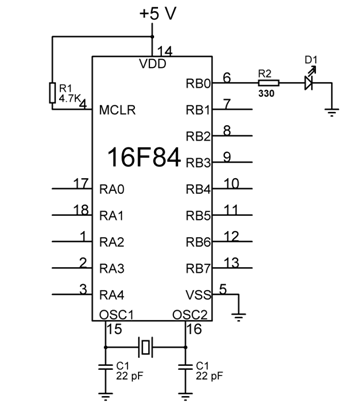 +5 V
14
VDD
R1
4.7K
4
MCLR
RB0
6
R2
330
D1
RB1
7
RB2
8
16F84
RB3
9
17
RA0
RB4
10
18
RA1
RB5
11
1
RA2
RB6
12
2
RA3
RB7
13
3
RA4
VSS
5
OSC1
OSC2
15
16
C1
22 pF
C1
22 pF